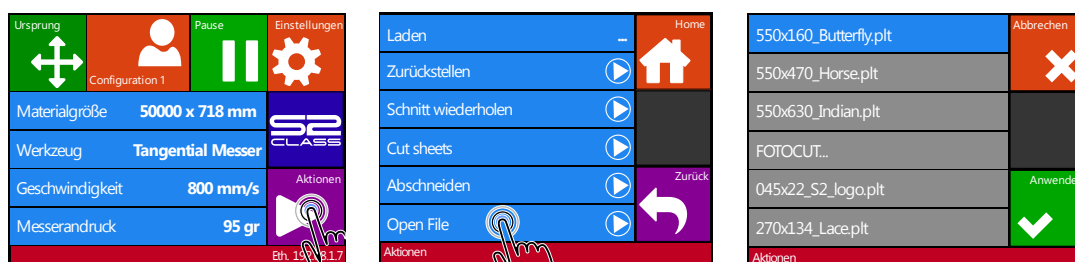 Ursprung
Configuration 1
Pause
Einstellungen
Materialgröße 50000 x 718 mm
Werkzeug Tangential Messer
S2 CLASS
Geschwindigkeit 800 mm/s
Aktionen
Messerandruck 95 gr
Eth.
Laden ...
Home
Zurückstellen
Schnitt wiederholen
Cut sheets
Abschneiden
Zurück
Open File
Aktionen
550x160_Butterfly.plt
Abbrechen
550x470_Horse.plt
550x630_Indian.plt
FOTOCUT...
045x22_S2_logo.plt
270x134_Lace.plt
Aktionen